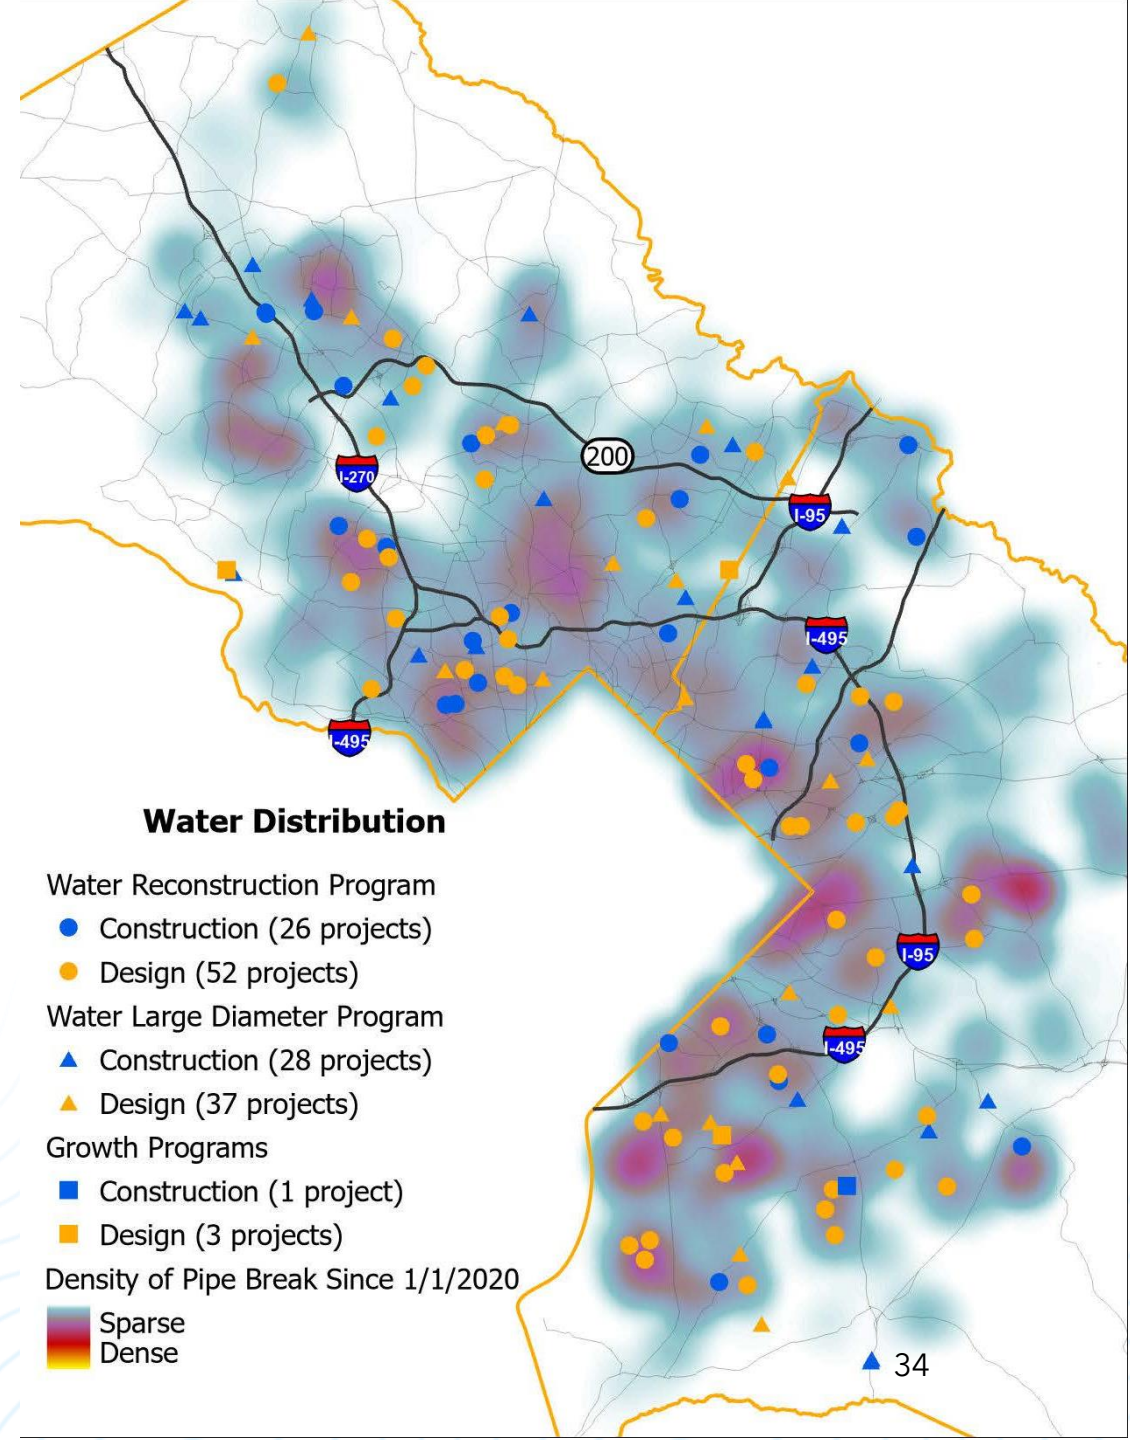 200
I-270
I-95
I-495
I-495
Water Distribution
Water Reconstruction Program
Construction (26 projects)
Design (52 projects)
Water Large Diameter Program
Construction (28 projects)
Design (37 projects)
I-95
Growth Programs
I-495
Construction (1 project)
Design (3 projects)
Density of Pipe Break Since 1/1/2020
Sparse
Dense
34